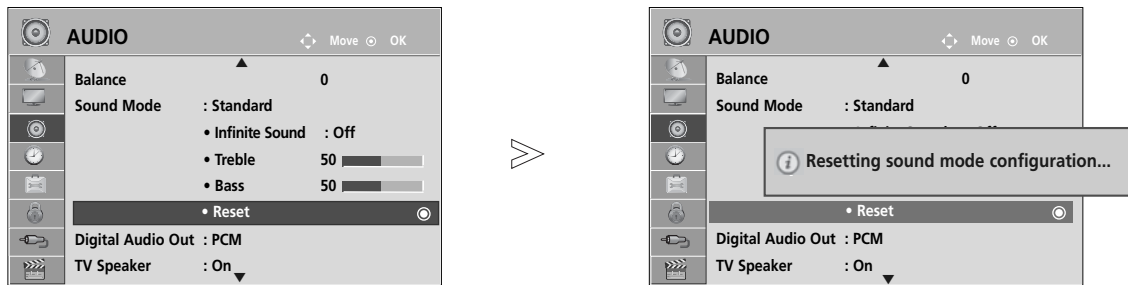 AUDIO
Move OK
Balance 0
Sound Mode : Standard
• Infinite Sound : Off
• Treble 50
• Bass 50
• Reset
Digital Audio Out : PCM
TV Speaker : On
AUDIO
Move OK
Balance 0
Sound Mode : Standard
Resetting sound mode configuration...
• Reset
Digital Audio Out : PCM
TV Speaker : On